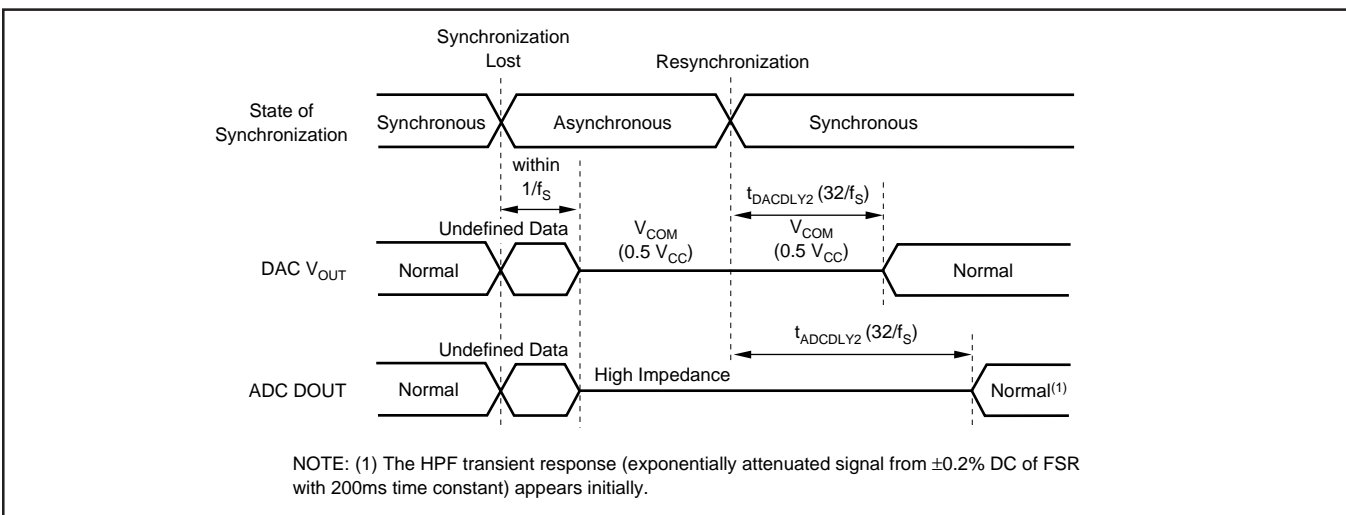 Synchronization
Lost
Resynchronization
State of
Synchronization
Synchronous
Asynchronous
Synchronous
within
1/fS
tDACDLY2 (32/fS)
Undefined Data
VCOM
(0.5 VCC)
VCOM
(0.5 VCC)
DAC VOUT
Normal
Normal
tADCDLY2 (32/fS)
Undefined Data
High Impedance
ADC DOUT
Normal
Normal(1)
NOTE: (1) The HPF transient response (exponentially attenuated signal from ±0.2% DC of FSR
with 200ms time constant) appears initially.